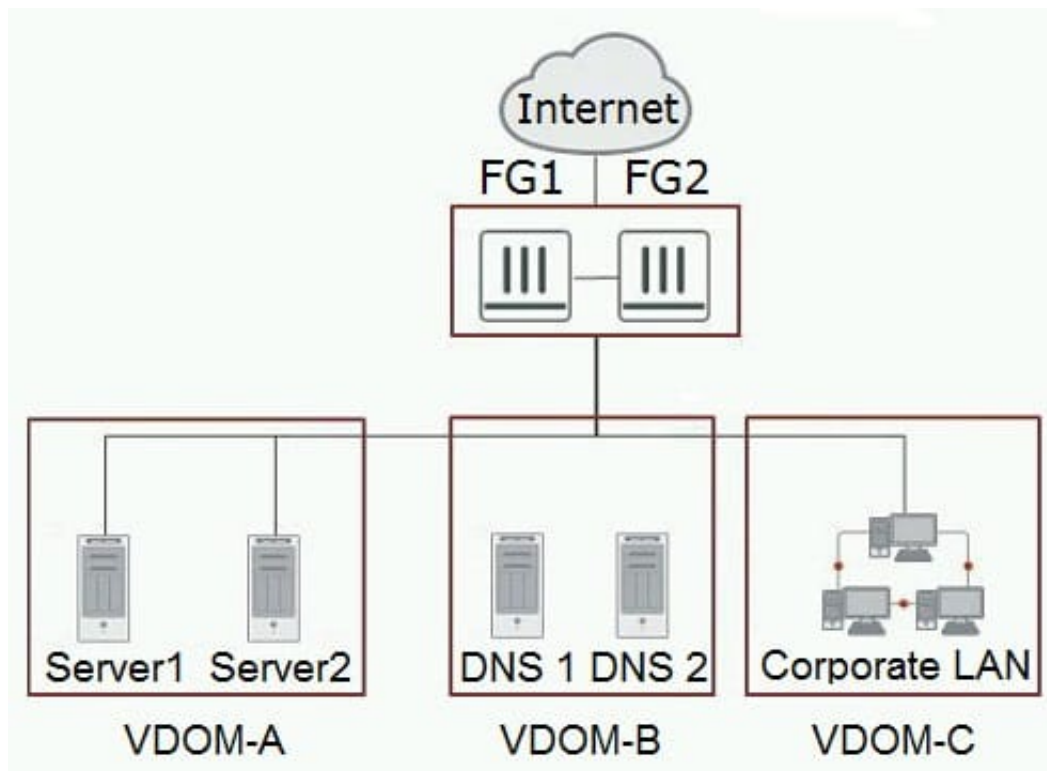 Internet
FG1 FG2
Server1 Server2
DNS 1 DNS 2
Corporate LAN
VDOM-A
VDOM-B
VDOM-C